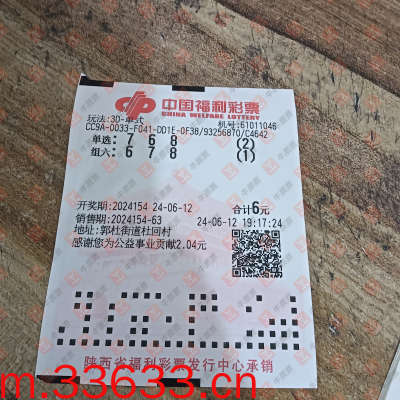 中国福利彩票
CHINA WELFARE LOTTERY
玩法:3D-单式 机号:61011046
CC9A-0033-F041-DD1E-0F38/93256870/C4642
单选: 7 6 8 (2)
组六: 6 7 8 (1)
开奖期:2024154 24-06-12 合计6元
销售期:2024154-63 24-06-12 19:17:24
地址:郭杜街道杜回村
感谢您为公益事业贡献2.04元
陕西省福利彩票发行中心承销
m.33633.cn